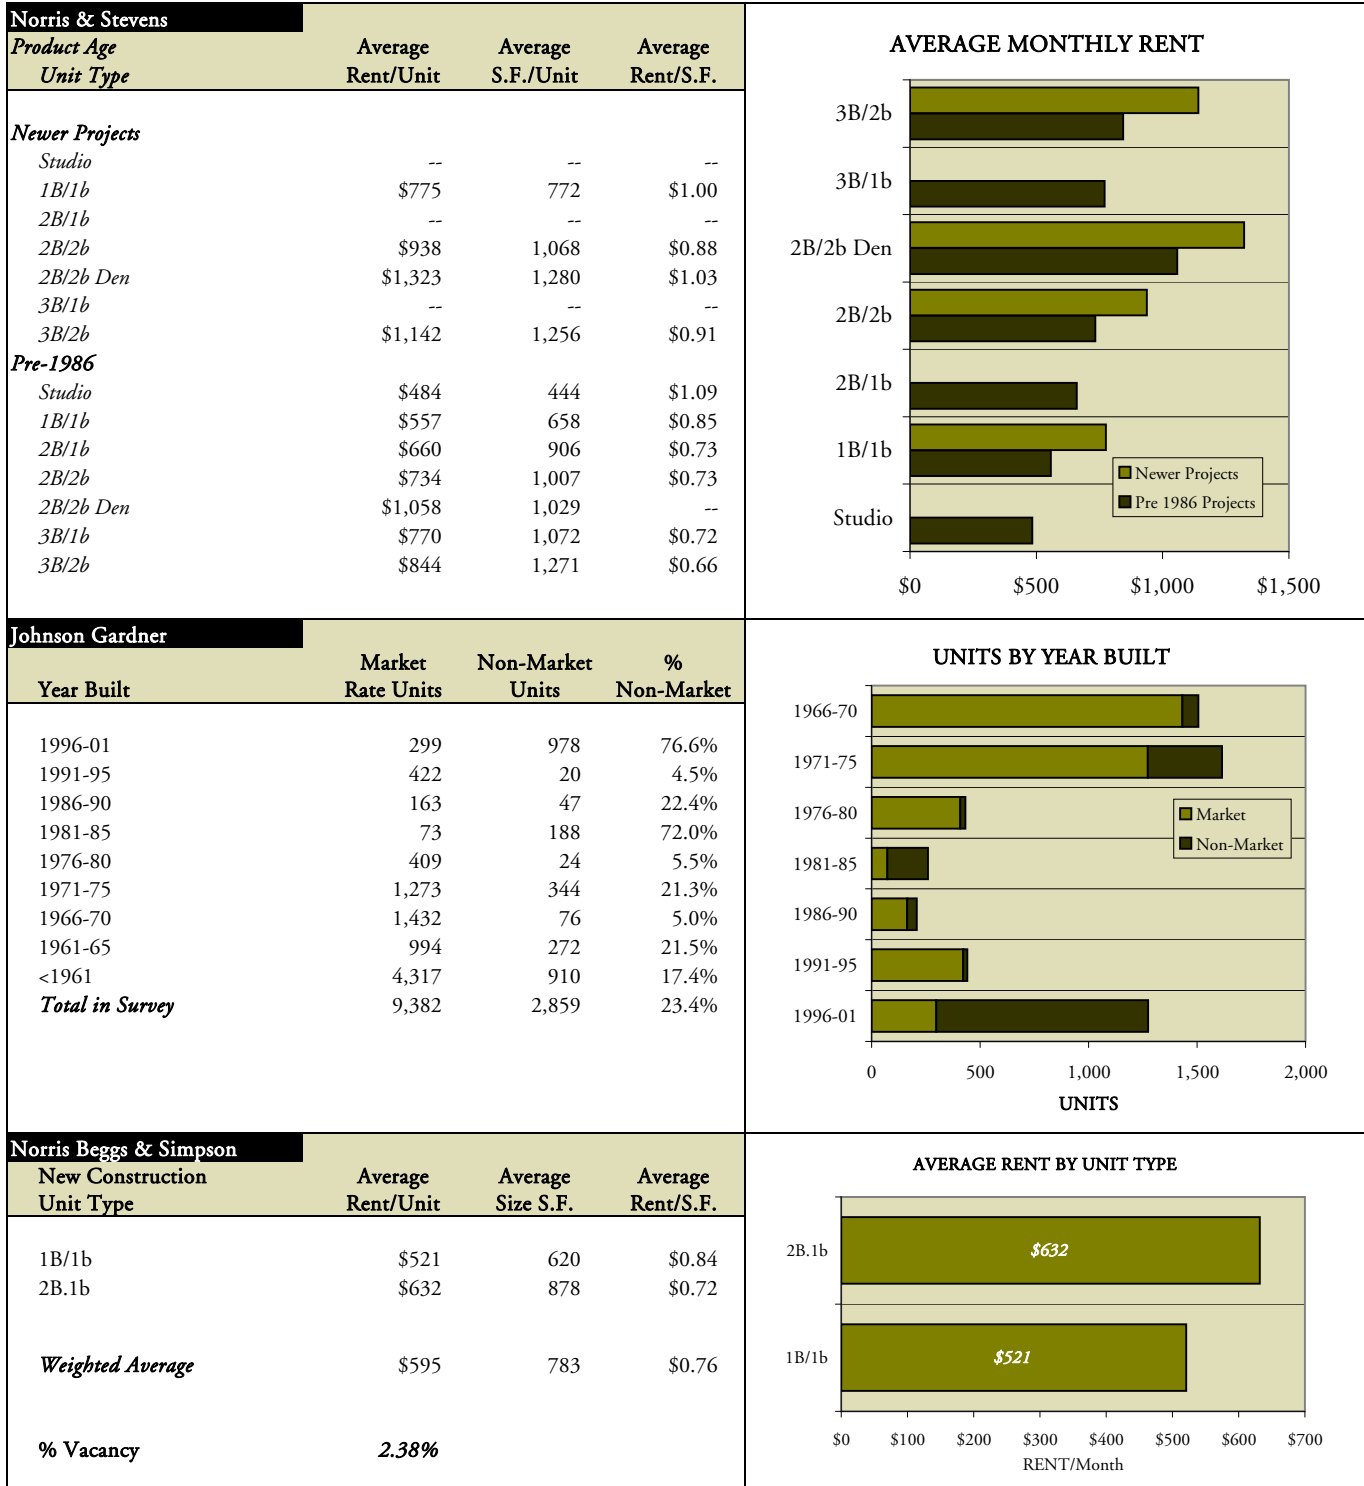 Norris & Stevens
Product Age Average Average Average
Unit Type Rent/Unit S.F./Unit Rent/S.F.
Newer Projects
Studio -- -- --
1B/1b $775 772 $1.00
2B/1b -- -- --
2B/2b $938 1,068 $0.88
2B/2b Den $1,323 1,280 $1.03
3B/1b -- -- --
3B/2b $1,142 1,256 $0.91
Pre-1986
Studio $484 444 $1.09
1B/1b $557 658 $0.85
2B/1b $660 906 $0.73
2B/2b $734 1,007 $0.73
2B/2b Den $1,058 1,029 --
3B/1b $770 1,072 $0.72
3B/2b $844 1,271 $0.66
AVERAGE MONTHLY RENT
3B/2b
3B/1b
2B/2b Den
2B/2b
2B/1b
1B/1b
Studio
Newer Projects
Pre 1986 Projects
$0 $500 $1,000 $1,500
Johnson Gardner
Market Non-Market %
Year Built Rate Units Units Non-Market
1996-01 299 978 76.6%
1991-95 422 20 4.5%
1986-90 163 47 22.4%
1981-85 73 188 72.0%
1976-80 409 24 5.5%
1971-75 1,273 344 21.3%
1966-70 1,432 76 5.0%
1961-65 994 272 21.5%
<1961 4,317 910 17.4%
Total in Survey 9,382 2,859 23.4%
UNITS BY YEAR BUILT
1966-70
1971-75
1976-80
1981-85
1986-90
1991-95
1996-01
Market
Non-Market
0 500 1,000 1,500 2,000
UNITS
Norris Beggs & Simpson
New Construction Average Average Average
Unit Type Rent/Unit Size S.F. Rent/S.F.
1B/1b $521 620 $0.84
2B.1b $632 878 $0.72
Weighted Average $595 783 $0.76
% Vacancy 2.38%
AVERAGE RENT BY UNIT TYPE
2B.1b $632
1B/1b $521
$0 $100 $200 $300 $400 $500 $600 $700
RENT/Month